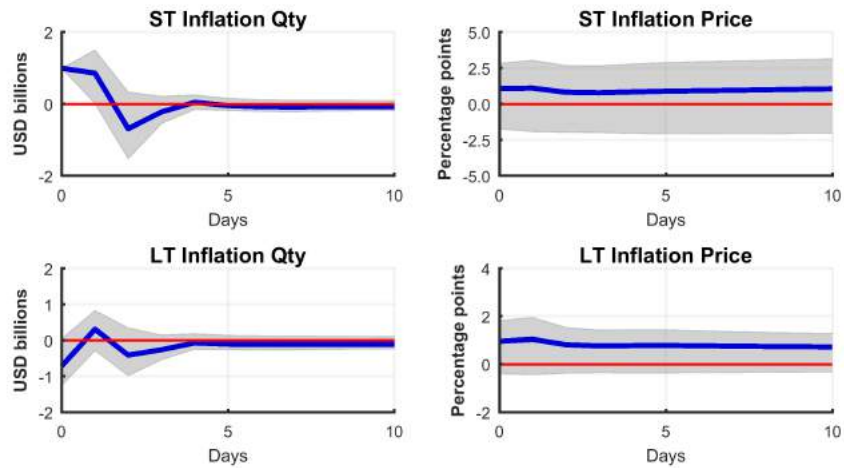 ST Inflation Qty
USD billions
2
0
-2
0
5
10
Days
ST Inflation Price
Percentage points
5.0
2.5
0.0
-2.5
-5.0
0
5
10
Days
LT Inflation Qty
USD billions
2
1
0
-1
-2
0
5
10
Days
LT Inflation Price
Percentage points
4
2
0
-2
0
5
10
Days